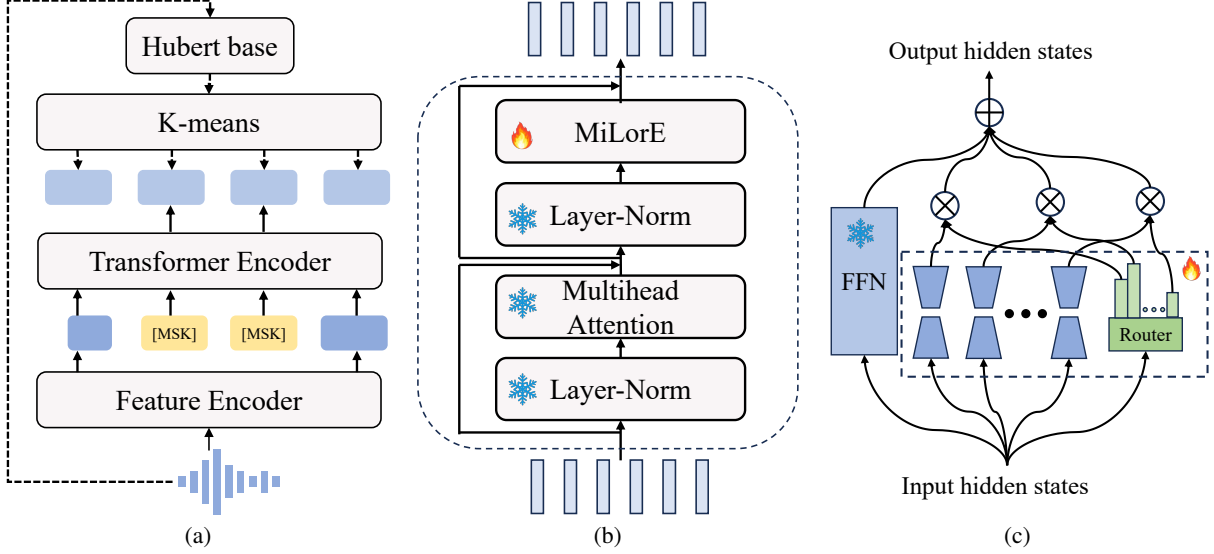 Hubert base
K-means
Transformer Encoder
[MSK]
[MSK]
Feature Encoder
(a)
MiLorE
Layer-Norm
Multihead
Attention
Layer-Norm
(b)
Output hidden states
FFN
Router
Input hidden states
(c)